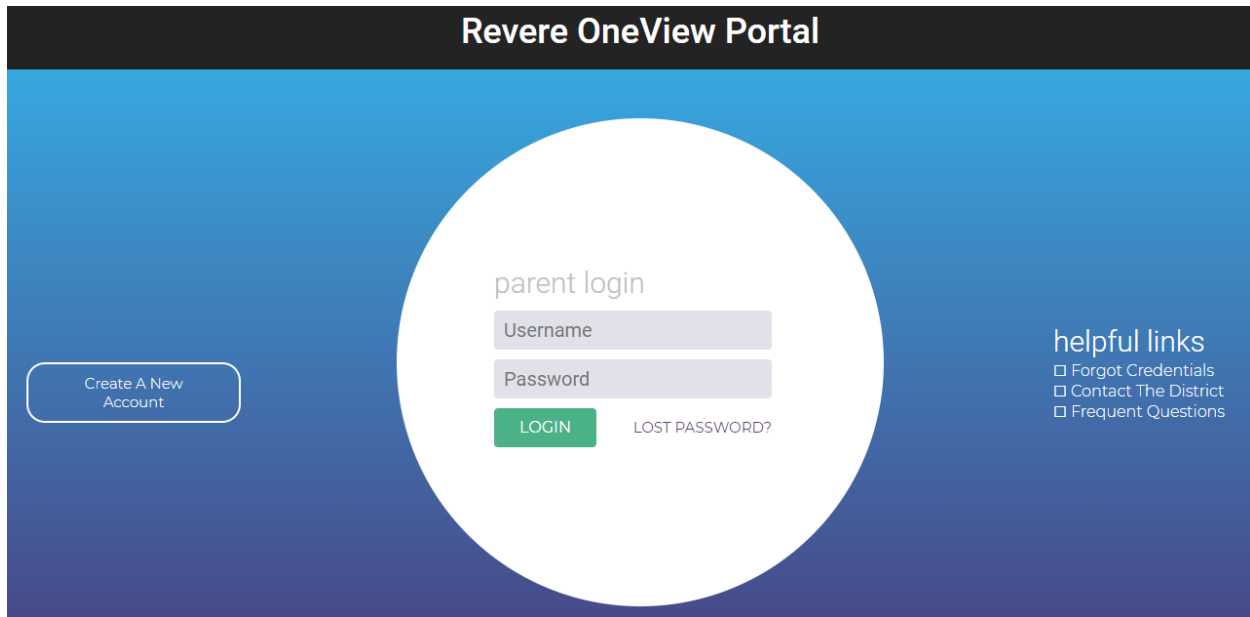 Revere OneView Portal
parent login
Username
Password
LOGIN
LOST PASSWORD?
Create A New
Account
helpful links
Forgot Credentials
Contact The District
Frequent Questions